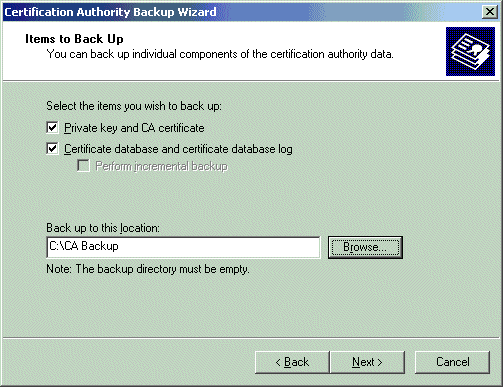 Certification Authority Backup Wizard
Items to Back Up
You can back up individual components of the certification authority data.
Select the items you wish to back up:
Private key and CA certificate
Certificate database and certificate database log
Perform incremental backup
Back up to this location:
C:\CA Backup
Browse...
Note: The backup directory must be empty.
< Back
Next >
Cancel